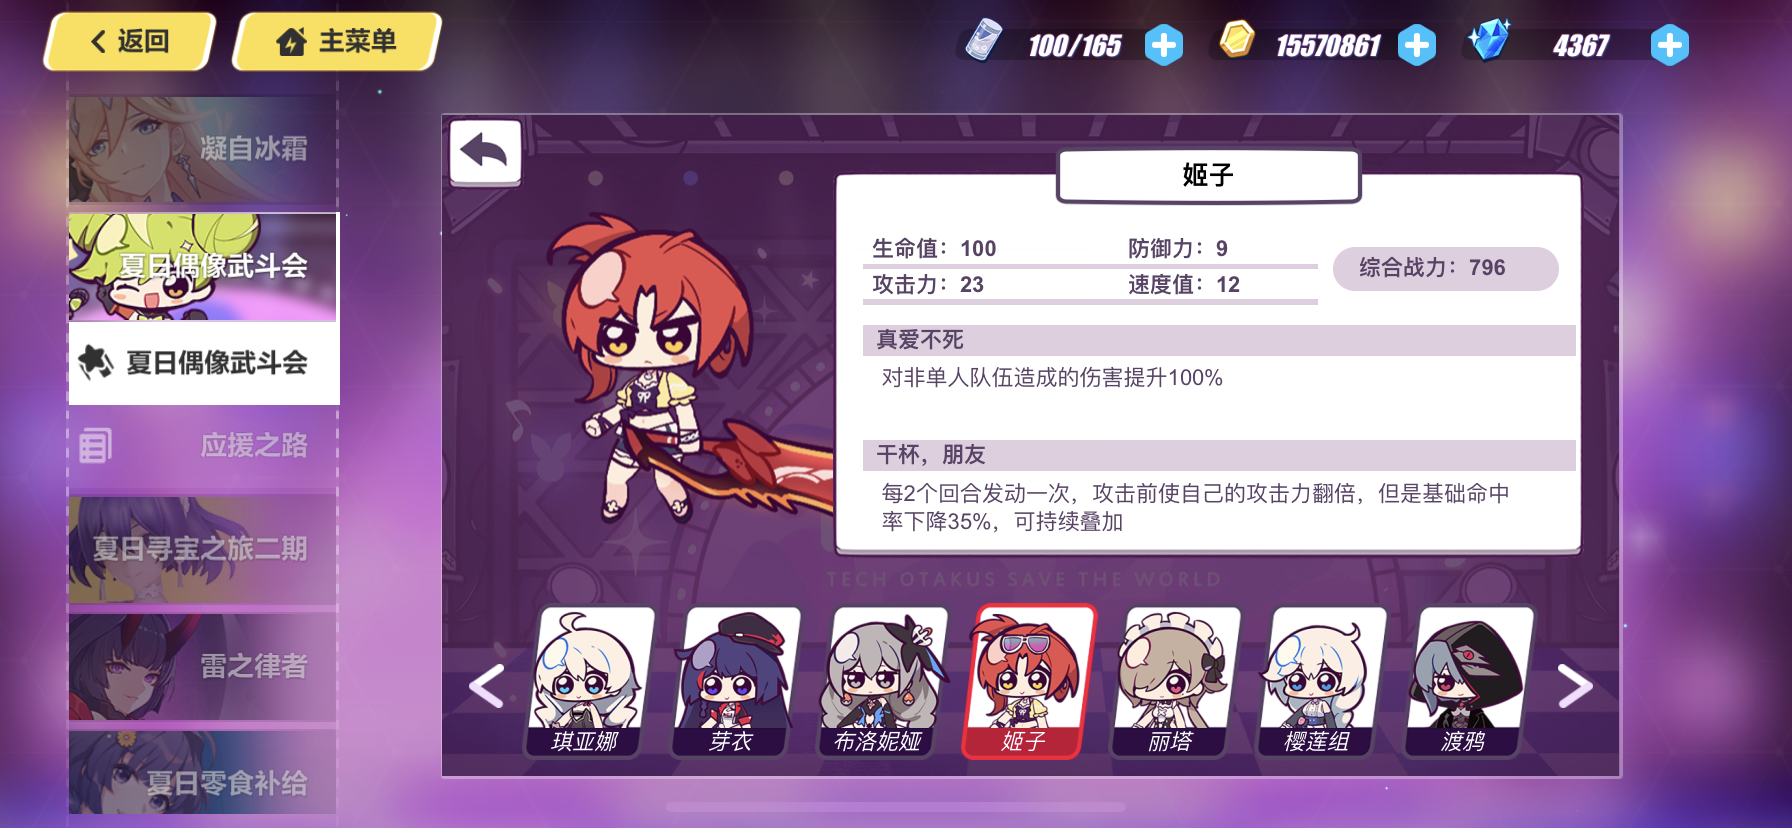 返回
主菜单
100/165
15570861
4367
凝自冰霜
夏日偶像武斗会
夏日偶像武斗会
应援之路
夏日寻宝之旅二期
雷之律者
夏日零食补给
姬子
生命值：100
防御力：9
攻击力：23
速度值：12
综合战力：796
真爱不死
对非单人队伍造成的伤害提升100%
干杯，朋友
每2个回合发动一次，攻击前使自己的攻击力翻倍，但是基础命中
率下降35%，可持续叠加
TECH OTAKUS SAVE THE WORLD
琪亚娜
芽衣
布洛妮娅
姬子
丽塔
樱莲组
渡鸦